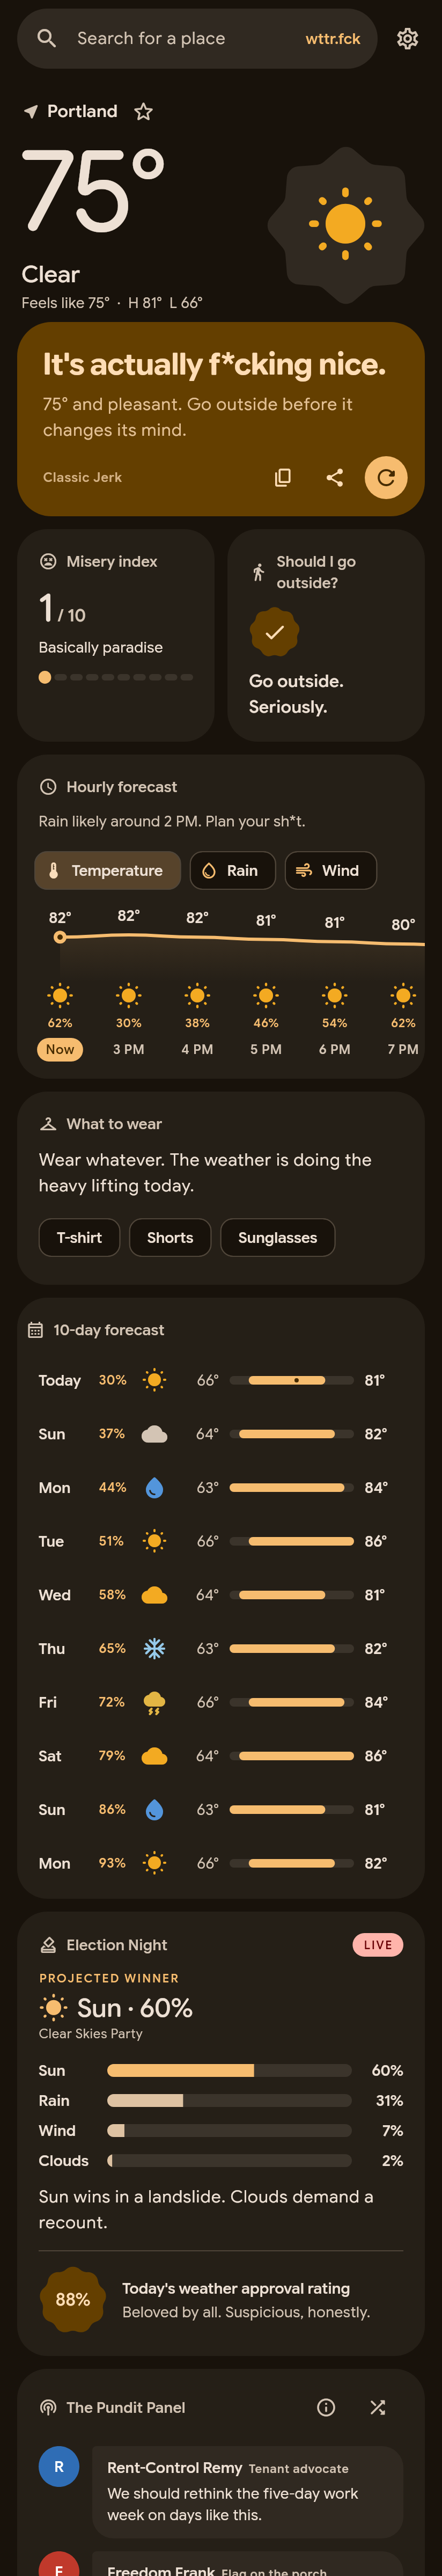 Search for a place
wttr.fck
Portland
75°
Clear
Feels like 75° · H 81° L 66°
It's actually f*cking nice.
75° and pleasant. Go outside before it
changes its mind.
Classic Jerk
Misery index
1 / 10
Basically paradise
Should I go
outside?
Go outside.
Seriously.
Hourly forecast
Rain likely around 2 PM. Plan your sh*t.
Temperature Rain Wind
82° 82° 82° 81° 81° 80°
62% 30% 38% 46% 54% 62%
Now 3 PM 4 PM 5 PM 6 PM 7 PM
What to wear
Wear whatever. The weather is doing the
heavy lifting today.
T-shirt Shorts Sunglasses
10-day forecast
Today 30% 66° 81°
Sun 37% 64° 82°
Mon 44% 63° 84°
Tue 51% 66° 86°
Wed 58% 64° 81°
Thu 65% 63° 82°
Fri 72% 66° 84°
Sat 79% 64° 86°
Sun 86% 63° 81°
Mon 93% 66° 82°
Election Night LIVE
PROJECTED WINNER
Sun · 60%
Clear Skies Party
Sun 60%
Rain 31%
Wind 7%
Clouds 2%
Sun wins in a landslide. Clouds demand a
recount.
88%
Today's weather approval rating
Beloved by all. Suspicious, honestly.
The Pundit Panel
R
Rent-Control Remy Tenant advocate
We should rethink the five-day work
week on days like this.
F
Freedom Frank Flag on the porch